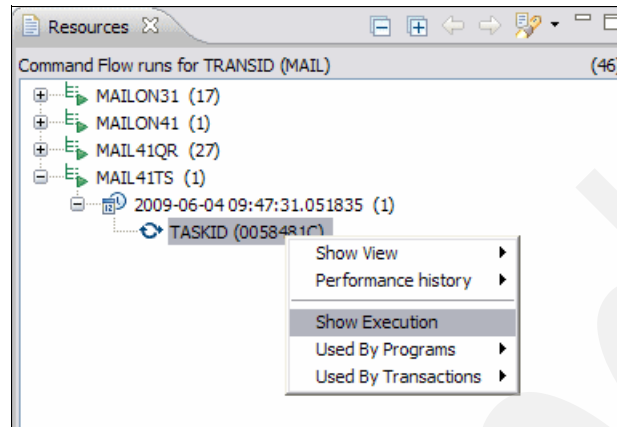 Resources
Command Flow runs for TRANSID (MAIL) (46)
MAILON31 (17)
MAILON41 (1)
MAIL41QR (27)
MAIL41TS (1)
2009-06-04 09:47:31.051835 (1)
TASKID (0058481C)
Show View
Performance history
Show Execution
Used By Programs
Used By Transactions